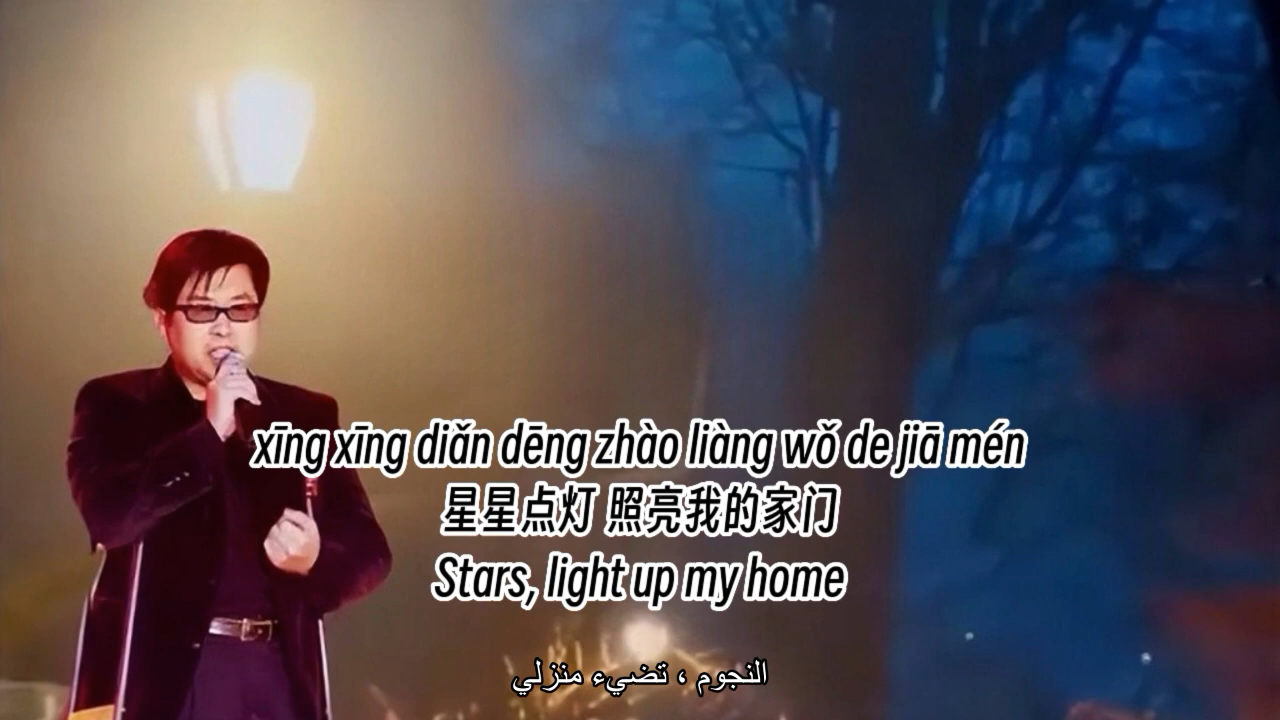 xīng xīng diǎn dēng zhào liàng wǒ de jiā mén
星星点灯 照亮我的家门
Stars, light up my home
النجوم ، تضيء منزلي